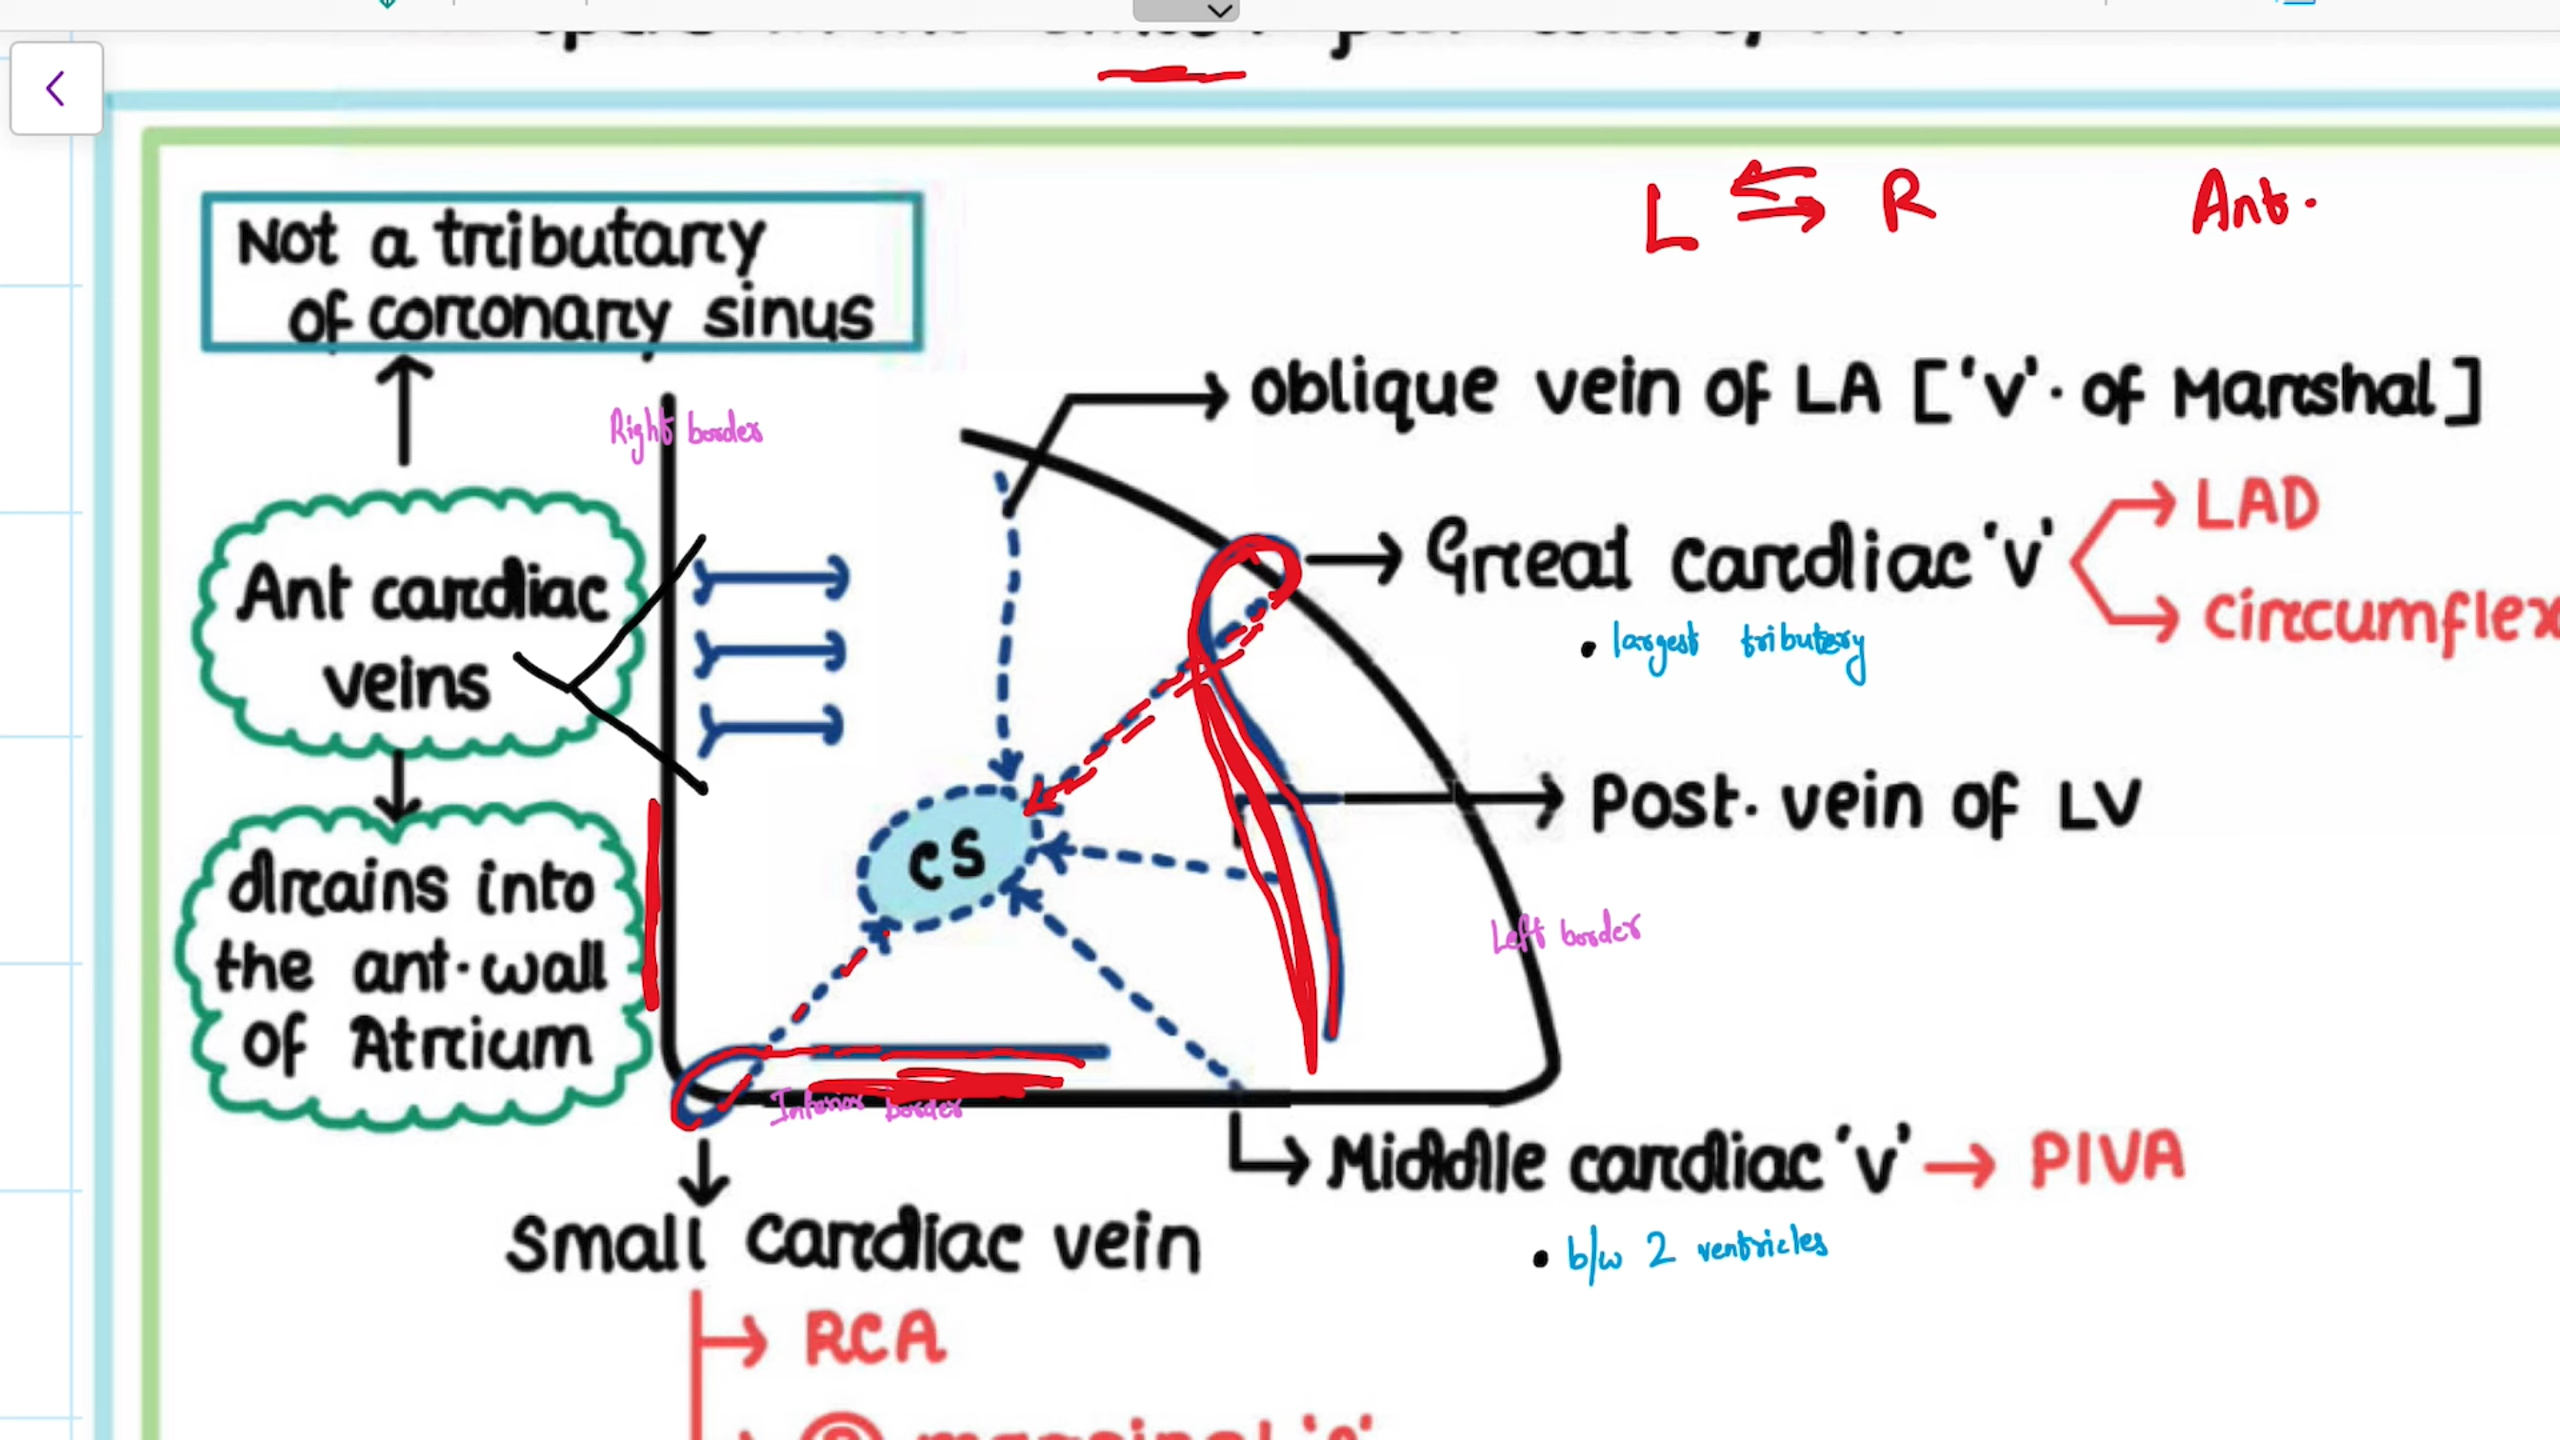 L ⇄ R
Ant.
Not a tributary
of coronary sinus
Right border
oblique vein of LA ['v'. of Marshal]
Great cardiac 'v'
LAD
circumflex
• largest tributery
Ant cardiac
veins
Post. vein of LV
CS
drains into
the ant. wall
of Atrium
Left border
Inferior border
Middle cardiac 'v' → PIVA
• b/w 2 ventricles
Small cardiac vein
RCA